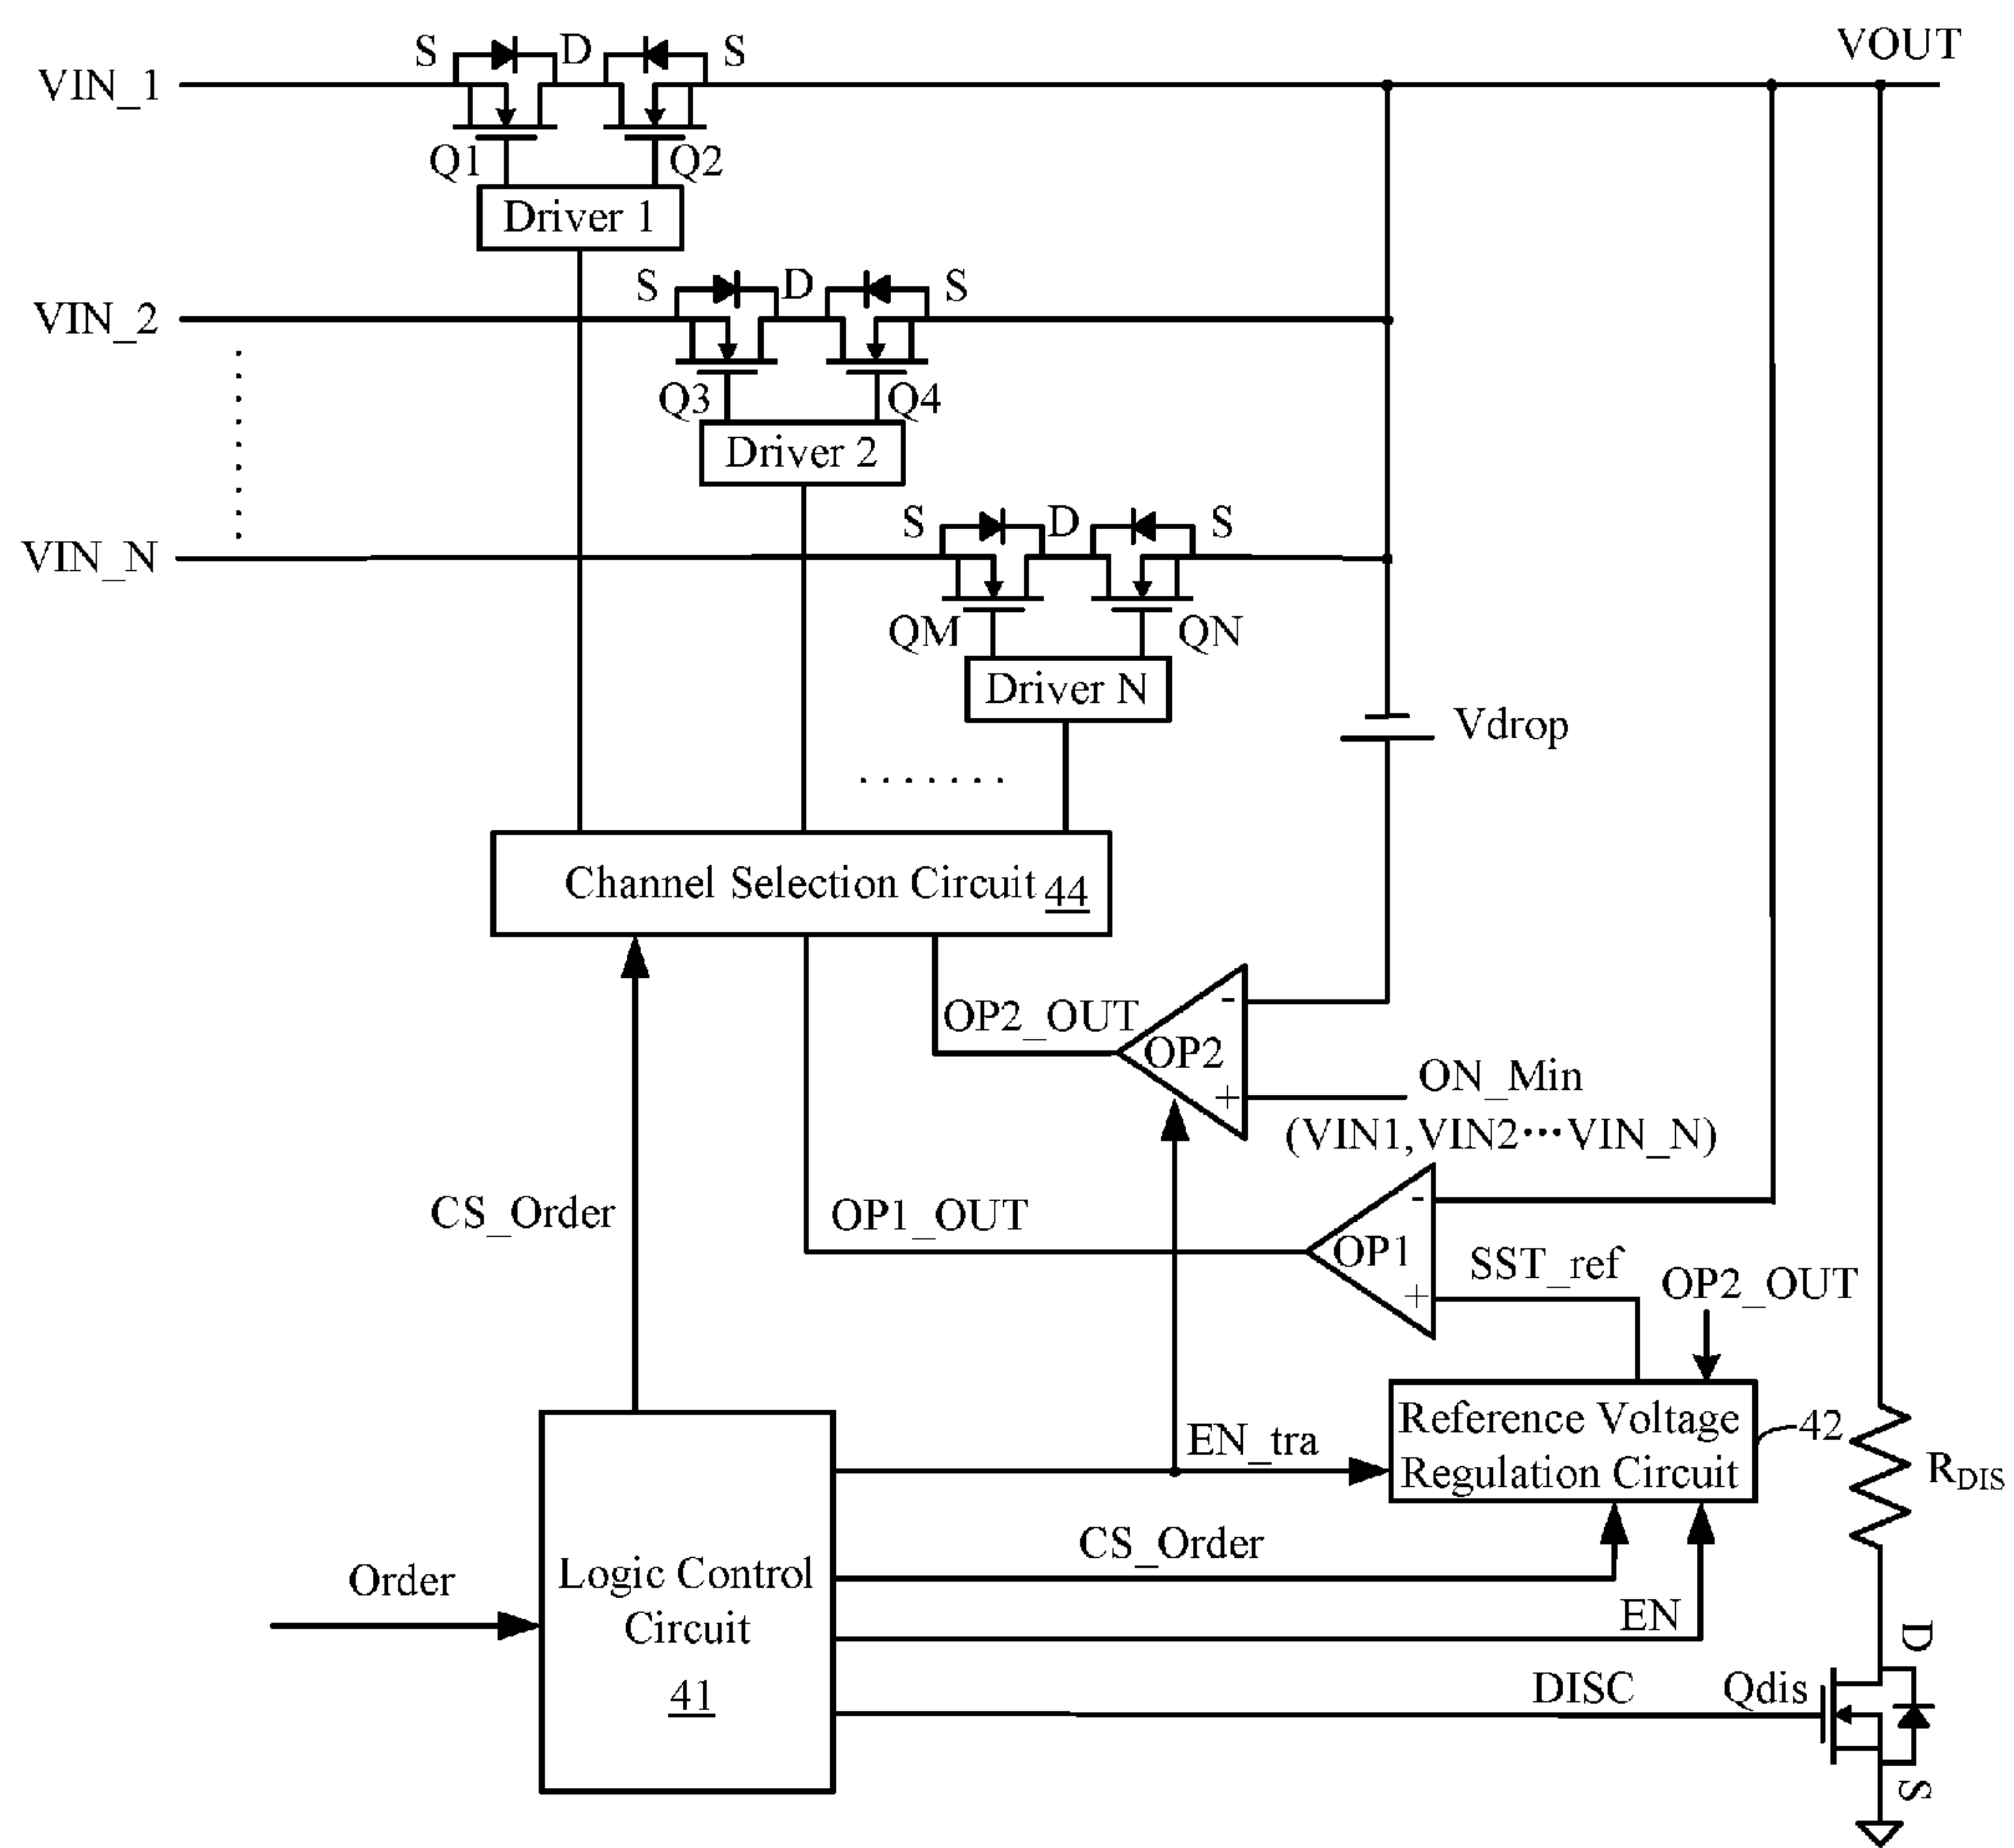 S D S VOUT
VIN_1
Q1 Q2
Driver 1
S D S
VIN_2
Q3 Q4
Driver 2
S D S
VIN_N
QM QN
Driver N
Vdrop
Channel Selection Circuit 44
-
OP2_OUT
OP2
ON_Min
+
(VIN1,VIN2···VIN_N)
-
CS_Order
OP1_OUT
OP1
SST_ref
+
OP2_OUT
Reference Voltage
Regulation Circuit
42
EN_tra
RDIS
CS_Order
Order
Logic Control
Circuit
41
EN
D
DISC
Qdis
S